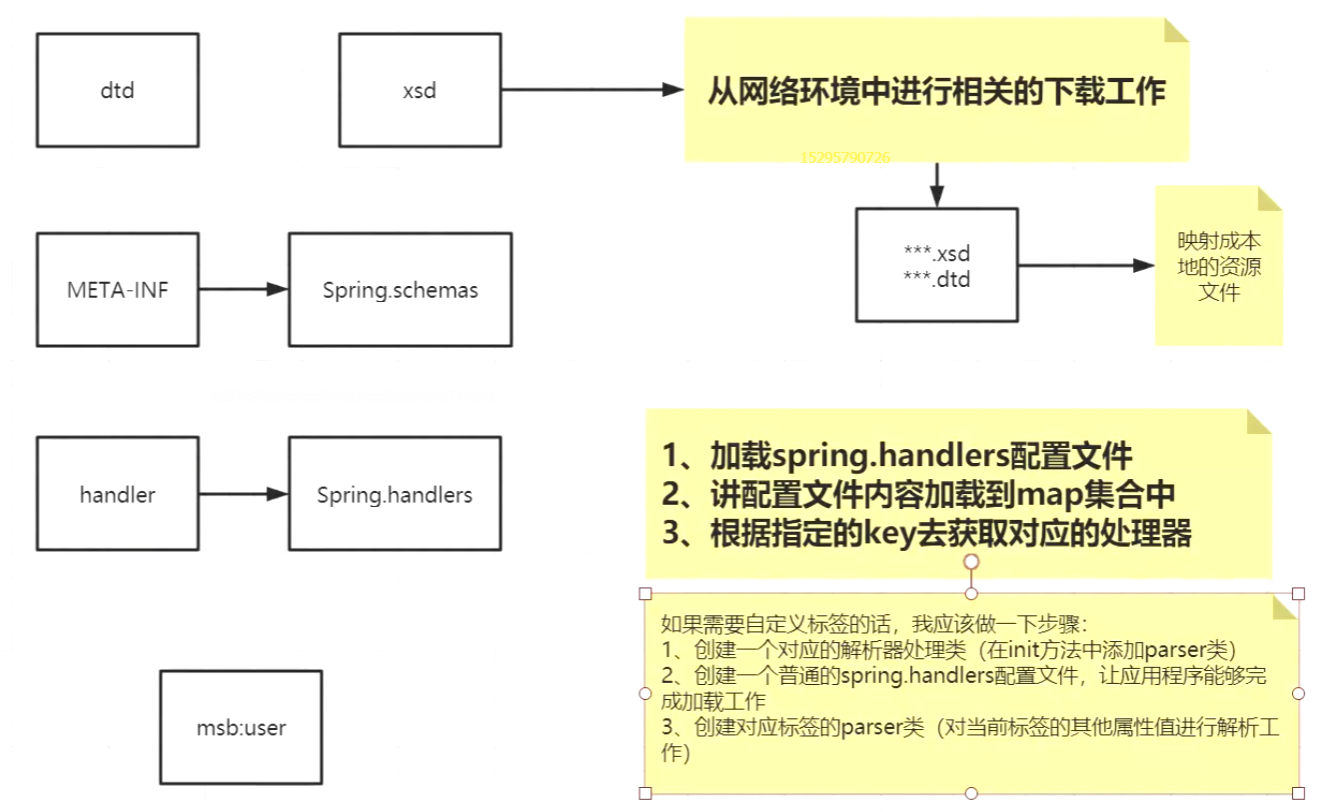 dtd
xsd
从网络环境中进行相关的下载工作
15295790726
***.xsd
***.dtd
映射成本
地的资源
文件
META-INF
Spring.schemas
handler
Spring.handlers
1、加载spring.handlers配置文件
2、讲配置文件内容加载到map集合中
3、根据指定的key去获取对应的处理器
如果需要自定义标签的话，我应该做一下步骤：
1、创建一个对应的解析器处理类（在init方法中添加parser类）
2、创建一个普通的spring.handlers配置文件，让应用程序能够完
成加载工作
3、创建对应标签的parser类（对当前标签的其他属性值进行解析工
作）
msb:user